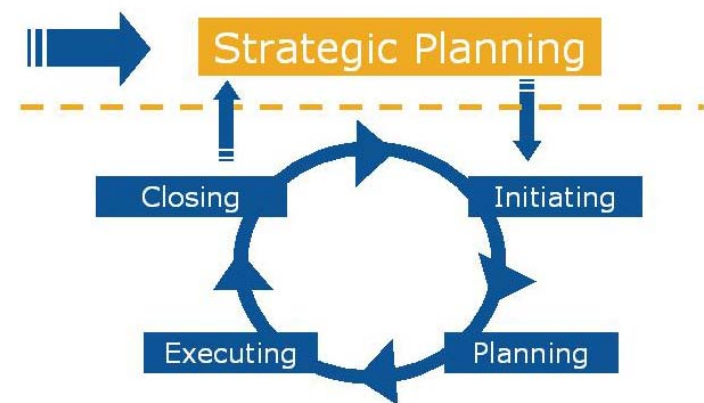 Strategic Planning
Closing
Initiating
Executing
Planning